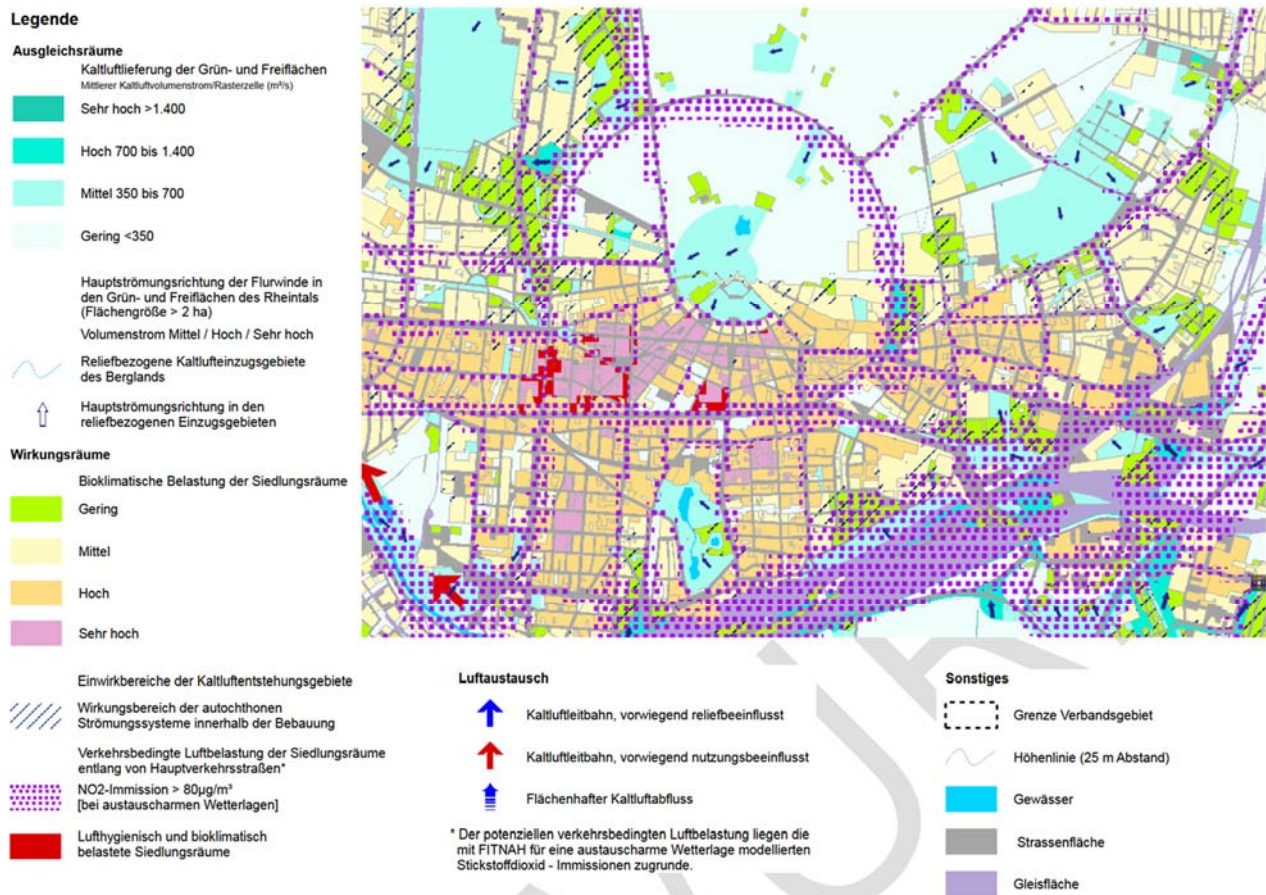 Legende
Ausgleichsräume
Kaltluftlieferung der Grün- und Freiflächen
Mittlerer Kaltluftvolumenstrom/Rasterzelle (m³/s)
Sehr hoch >1.400
Hoch 700 bis 1.400
Mittel 350 bis 700
Gering <350
Hauptströmungsrichtung der Flurwinde in
den Grün- und Freiflächen des Rheintals
(Flächengröße > 2 ha)
Volumenstrom Mittel / Hoch / Sehr hoch
Reliefbezogene Kaltlufteinzugsgebiete
des Berglands
Hauptströmungsrichtung in den
reliefbezogenen Einzugsgebieten
Wirkungsräume
Bioklimatische Belastung der Siedlungsräume
Gering
Mittel
Hoch
Sehr hoch
Einwirkbereiche der Kaltluftentstehungsgebiete
Wirkungsbereich der autochthonen
Strömungssysteme innerhalb der Bebauung
Verkehrsbedingte Luftbelastung der Siedlungsräume
entlang von Hauptverkehrsstraßen*
NO2-Immission > 80µg/m³
[bei austauscharmen Wetterlagen]
Lufthygienisch und bioklimatisch
belastete Siedlungsräume
Luftaustausch
Kaltluftleitbahn, vorwiegend reliefbeeinflusst
Kaltluftleitbahn, vorwiegend nutzungsbeeinflusst
Flächenhafter Kaltluftabfluss
* Der potenziellen verkehrsbedingten Luftbelastung liegen die
mit FITNAH für eine austauscharme Wetterlage modellierten
Stickstoffdioxid - Immissionen zugrunde.
Sonstiges
Grenze Verbandsgebiet
Höhenlinie (25 m Abstand)
Gewässer
Strassenfläche
Gleisfläche